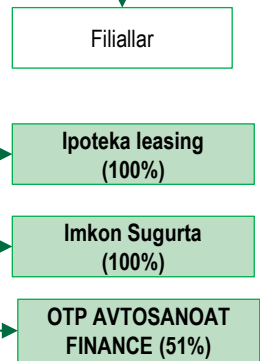 Filiallar
Ipoteka leasing
(100%)
Imkon Sugurta
(100%)
OTP AVTOSANOAT
FINANCE (51%)